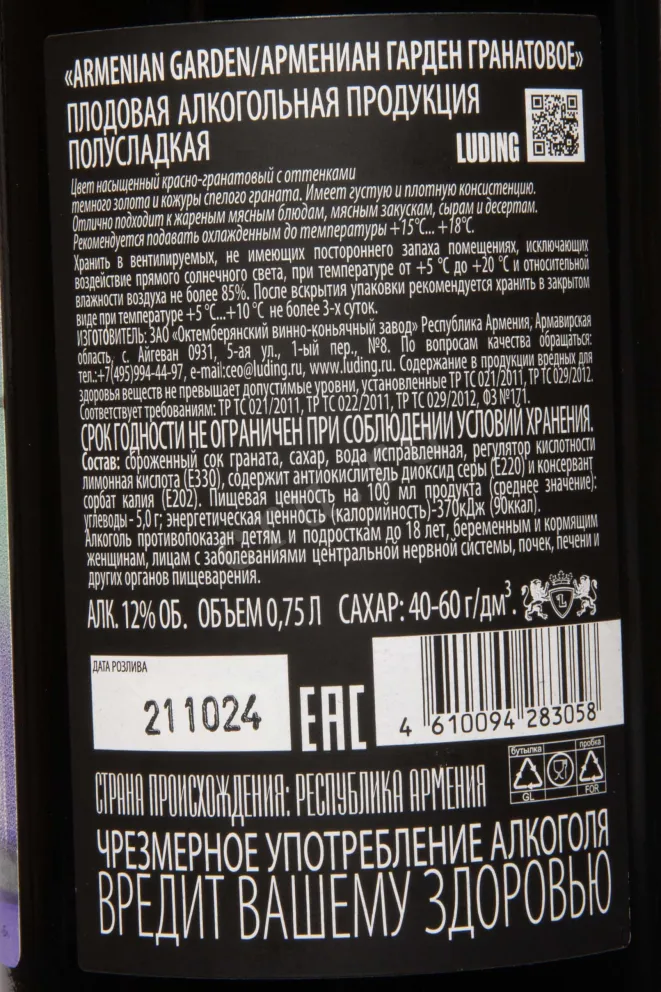 «ARMENIAN GARDEN/АРМЕНИАН ГАРДЕН ГРАНАТОВОЕ»
ПЛОДОВАЯ АЛКОГОЛЬНАЯ ПРОДУКЦИЯ
ПОЛУСЛАДКАЯ
LUDING
Цвет насыщенный красно-гранатовый с оттенками
темного золота и кожуры спелого граната. Имеет густую и плотную консистенцию.
Отлично подходит к жареным мясным блюдам, мясным закускам, сырам и десертам.
Рекомендуется подавать охлажденным до температуры +15°С... +18°С.
Хранить в вентилируемых, не имеющих постороннего запаха помещениях, исключающих
воздействие прямого солнечного света, при температуре от +5 °С до +20 °С и относительной
влажности воздуха не более 85%. После вскрытия упаковки рекомендуется хранить в закрытом
виде при температуре +5 °С...+10 °С не более 3-х суток.
ИЗГОТОВИТЕЛЬ: ЗАО «Октемберянский винно-коньячный завод» Республика Армения, Армавирская
область, с. Айгеван 0931, 5-ая ул., 1-ый пер., №8. По вопросам качества обращаться:
тел.:+7(495)994-44-97, e-mail:ceo@luding.ru, www.luding.ru. Содержание в продукции вредных для
здоровья веществ не превышает допустимые уровни, установленные ТР ТС 021/2011, ТР ТС 029/2012.
Соответствует требованиям: ТР ТС 021/2011, ТР ТС 022/2011, ТР ТС 029/2012, ФЗ №171.
СРОК ГОДНОСТИ НЕ ОГРАНИЧЕН ПРИ СОБЛЮДЕНИИ УСЛОВИЙ ХРАНЕНИЯ.
Состав: сброженный сок граната, сахар, вода исправленная, регулятор кислотности
лимонная кислота (Е330), содержит антиокислитель диоксид серы (Е220) и консервант
сорбат калия (Е202). Пищевая ценность на 100 мл продукта (среднее значение):
углеводы - 5,0 г; энергетическая ценность (калорийность)-370кДж (90ккал).
Алкоголь противопоказан детям и подросткам до 18 лет, беременным и кормящим
женщинам, лицам с заболеваниями центральной нервной системы, почек, печени и
других органов пищеварения.
АЛК. 12% ОБ. ОБЪЕМ 0,75 Л САХАР: 40-60 г/дм³.
ДАТА РОЗЛИВА
211024
ЕАС
4 610094 283058
СТРАНА ПРОИСХОЖДЕНИЯ: РЕСПУБЛИКА АРМЕНИЯ
бутылка пробка
GL FOR
ЧРЕЗМЕРНОЕ УПОТРЕБЛЕНИЕ АЛКОГОЛЯ
ВРЕДИТ ВАШЕМУ ЗДОРОВЬЮ